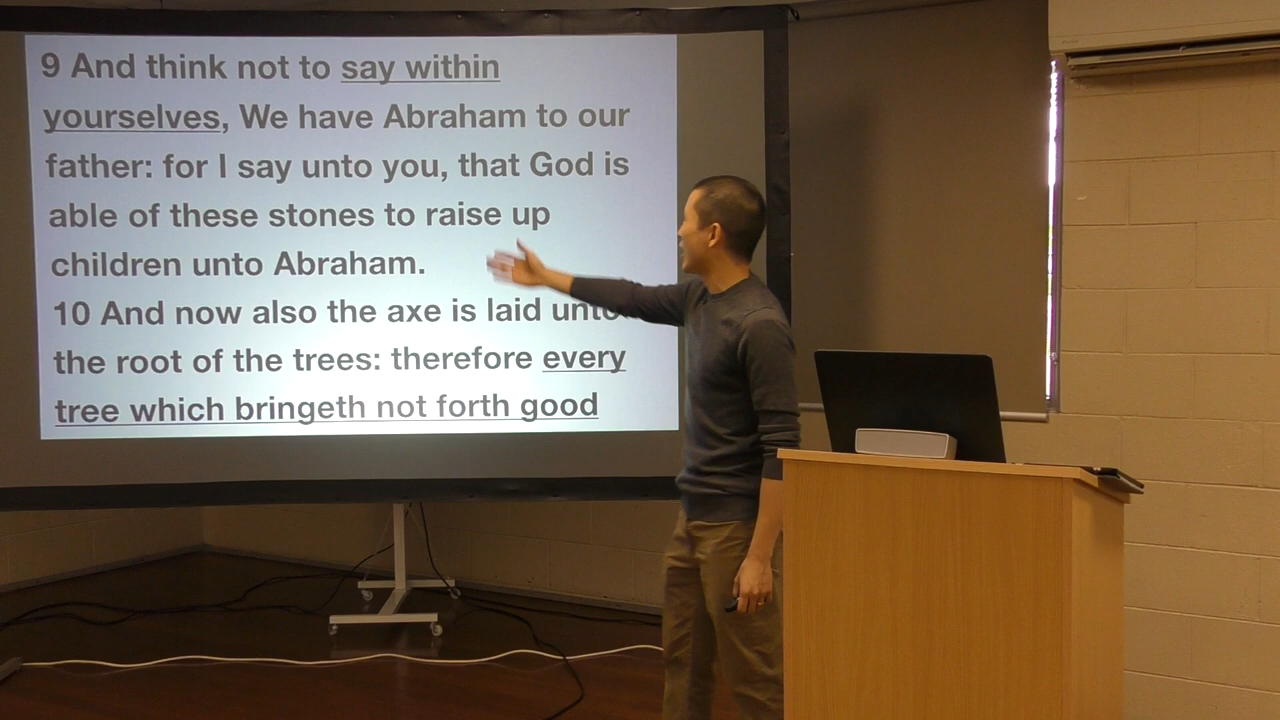 9 And think not to say within
yourselves, We have Abraham to our
father: for I say unto you, that God is
able of these stones to raise up
children unto Abraham.
10 And now also the axe is laid unto
the root of the trees: therefore every
tree which bringeth not forth good